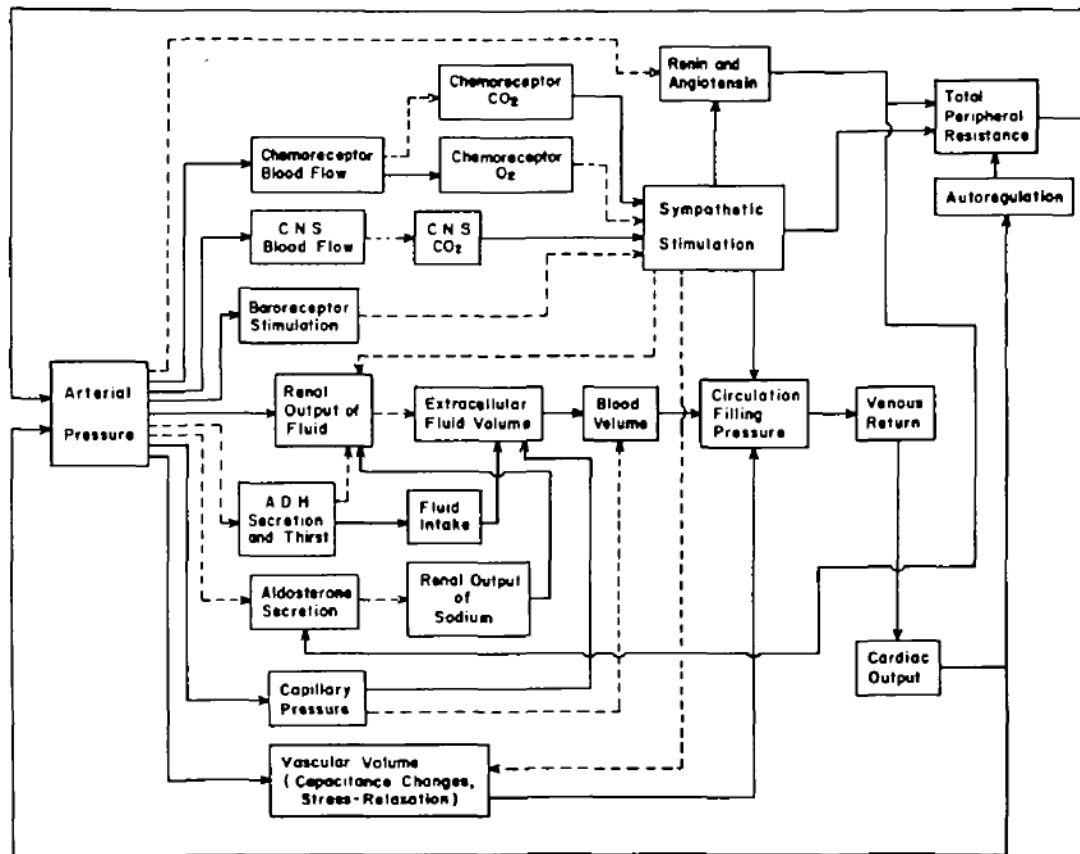 Renin and
Angiotensin
Chemoreceptor
CO₂
Total
Peripheral
Resistance
Chemoreceptor
Blood Flow
Chemoreceptor
O₂
Autoregulation
Sympathetic
Stimulation
C N S
Blood Flow
C N S
CO₂
Baroreceptor
Stimulation
Arterial
Pressure
Renal
Output of
Fluid
Extracellular
Fluid Volume
Blood
Volume
Circulation
Filling
Pressure
Venous
Return
A D H
Secretion
and Thirst
Fluid
Intake
Aldosterone
Secretion
Renal Output
of
Sodium
Cardiac
Output
Capillary
Pressure
Vascular Volume
( Capacitance Changes,
Stress-Relaxation )